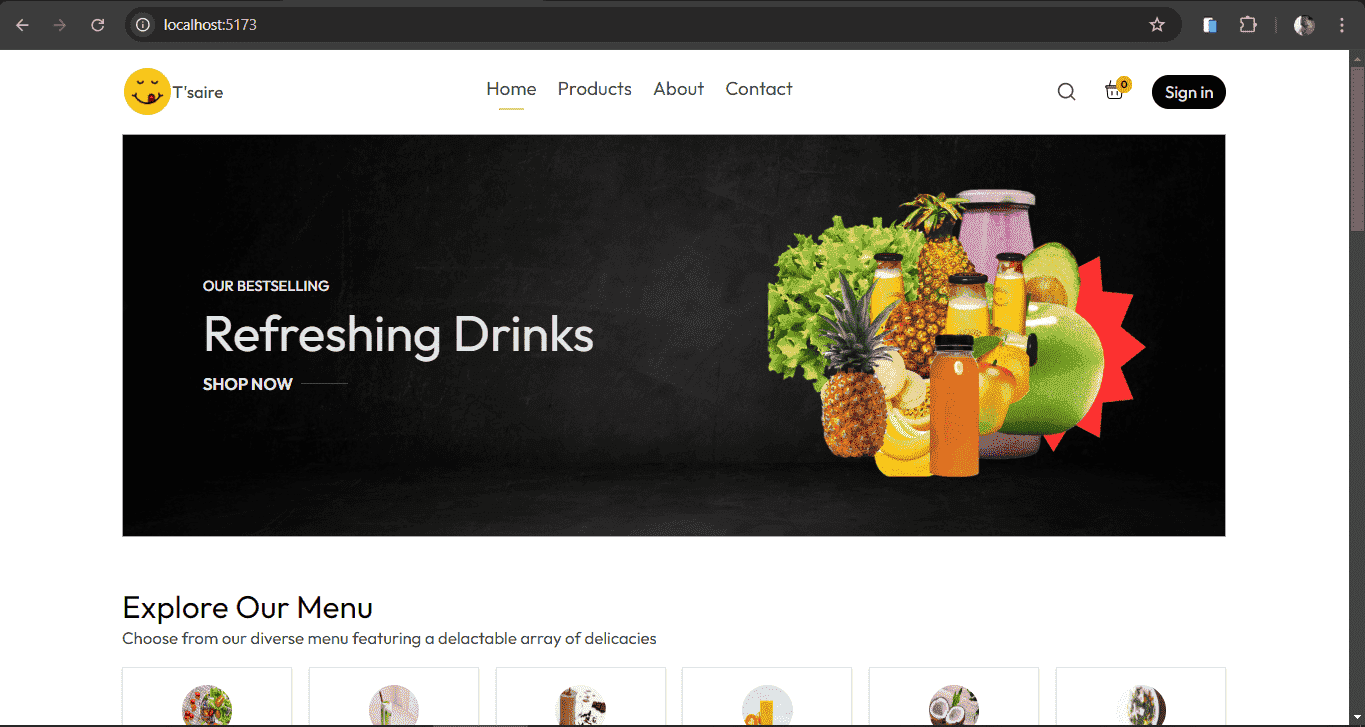 localhost:5173
T'saire
Home Products About Contact
0
Sign in
OUR BESTSELLING
Refreshing Drinks
SHOP NOW
Explore Our Menu
Choose from our diverse menu featuring a delactable array of delicacies